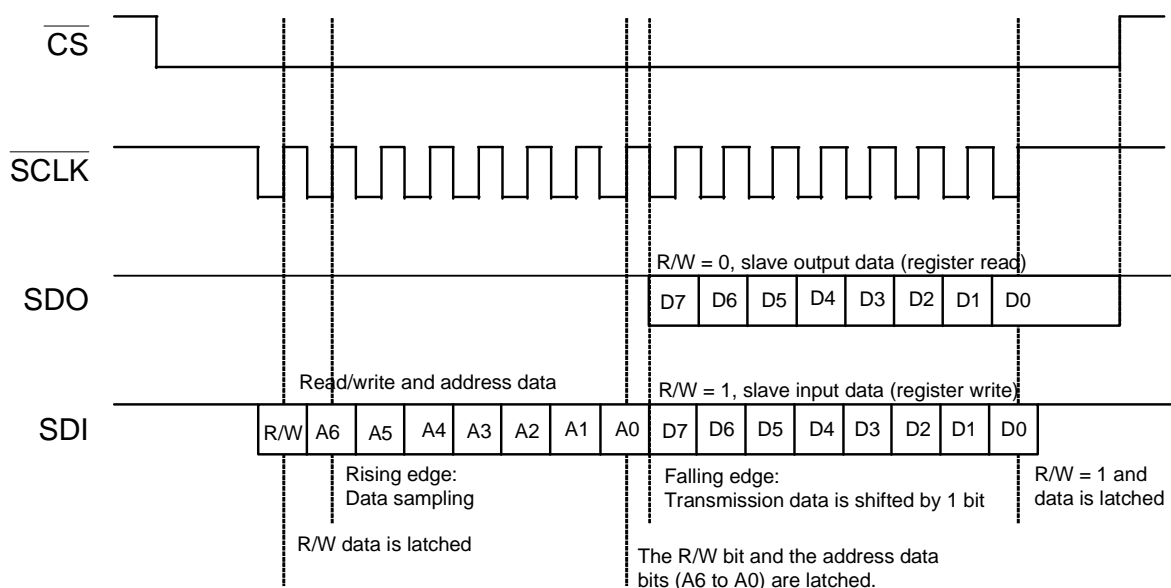 CS
SCLK
R/W = 0, slave output data (register read)
SDO
D7 D6 D5 D4 D3 D2 D1 D0
Read/write and address data
R/W = 1, slave input data (register write)
SDI
R/W A6 A5 A4 A3 A2 A1 A0 D7 D6 D5 D4 D3 D2 D1 D0
Rising edge:
Data sampling
Falling edge:
Transmission data is shifted by 1 bit
R/W = 1 and
data is latched
R/W data is latched
The R/W bit and the address data
bits (A6 to A0) are latched.